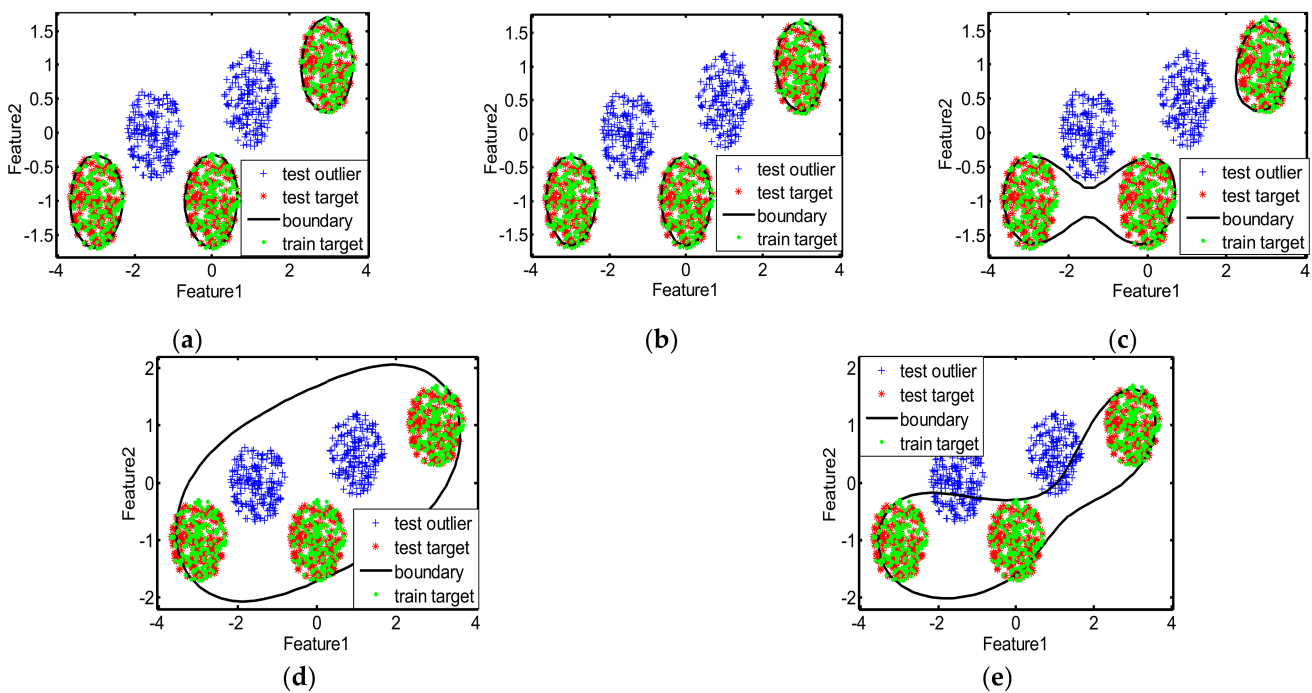 1.5
1
0.5
0
-0.5
-1
-1.5
Feature2
test outlier
test target
boundary
train target
-4 -2 0 2 4
Feature1
(a)
1.5
1
0.5
0
-0.5
-1
-1.5
Feature2
test outlier
test target
boundary
train target
-4 -2 0 2 4
Feature1
(b)
1.5
1
0.5
0
-0.5
-1
-1.5
Feature2
test outlier
test target
boundary
train target
-4 -2 0 2 4
Feature1
(c)
2
1
0
-1
-2
Feature2
test outlier
test target
boundary
train target
-4 -2 0 2 4
Feature1
(d)
2
1
0
-1
-2
Feature2
test outlier
test target
boundary
train target
-4 -2 0 2 4
Feature1
(e)